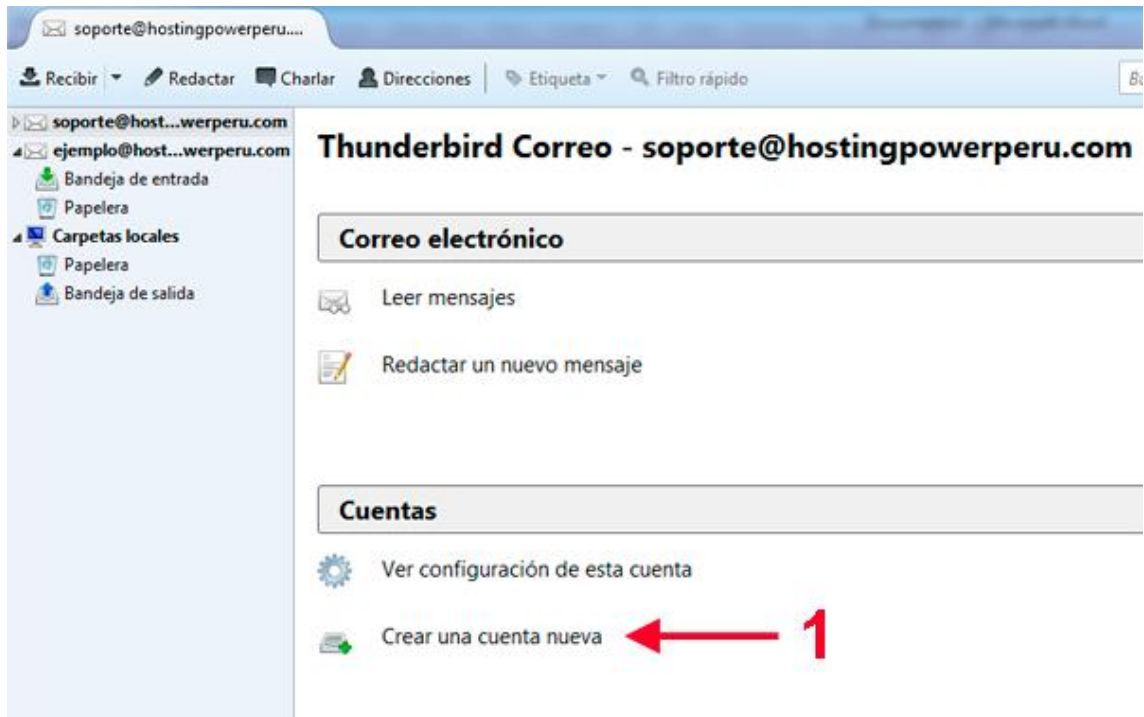 soporte@hostingpowerperu....
Recibir Redactar Charlar Direcciones Etiqueta Filtro rápido
soporte@host...werperu.com
ejemplo@host...werperu.com
Bandeja de entrada
Papelera
Carpetas locales
Papelera
Bandeja de salida
Thunderbird Correo - soporte@hostingpowerperu.com
Correo electrónico
Leer mensajes
Redactar un nuevo mensaje
Cuentas
Ver configuración de esta cuenta
Crear una cuenta nueva 1